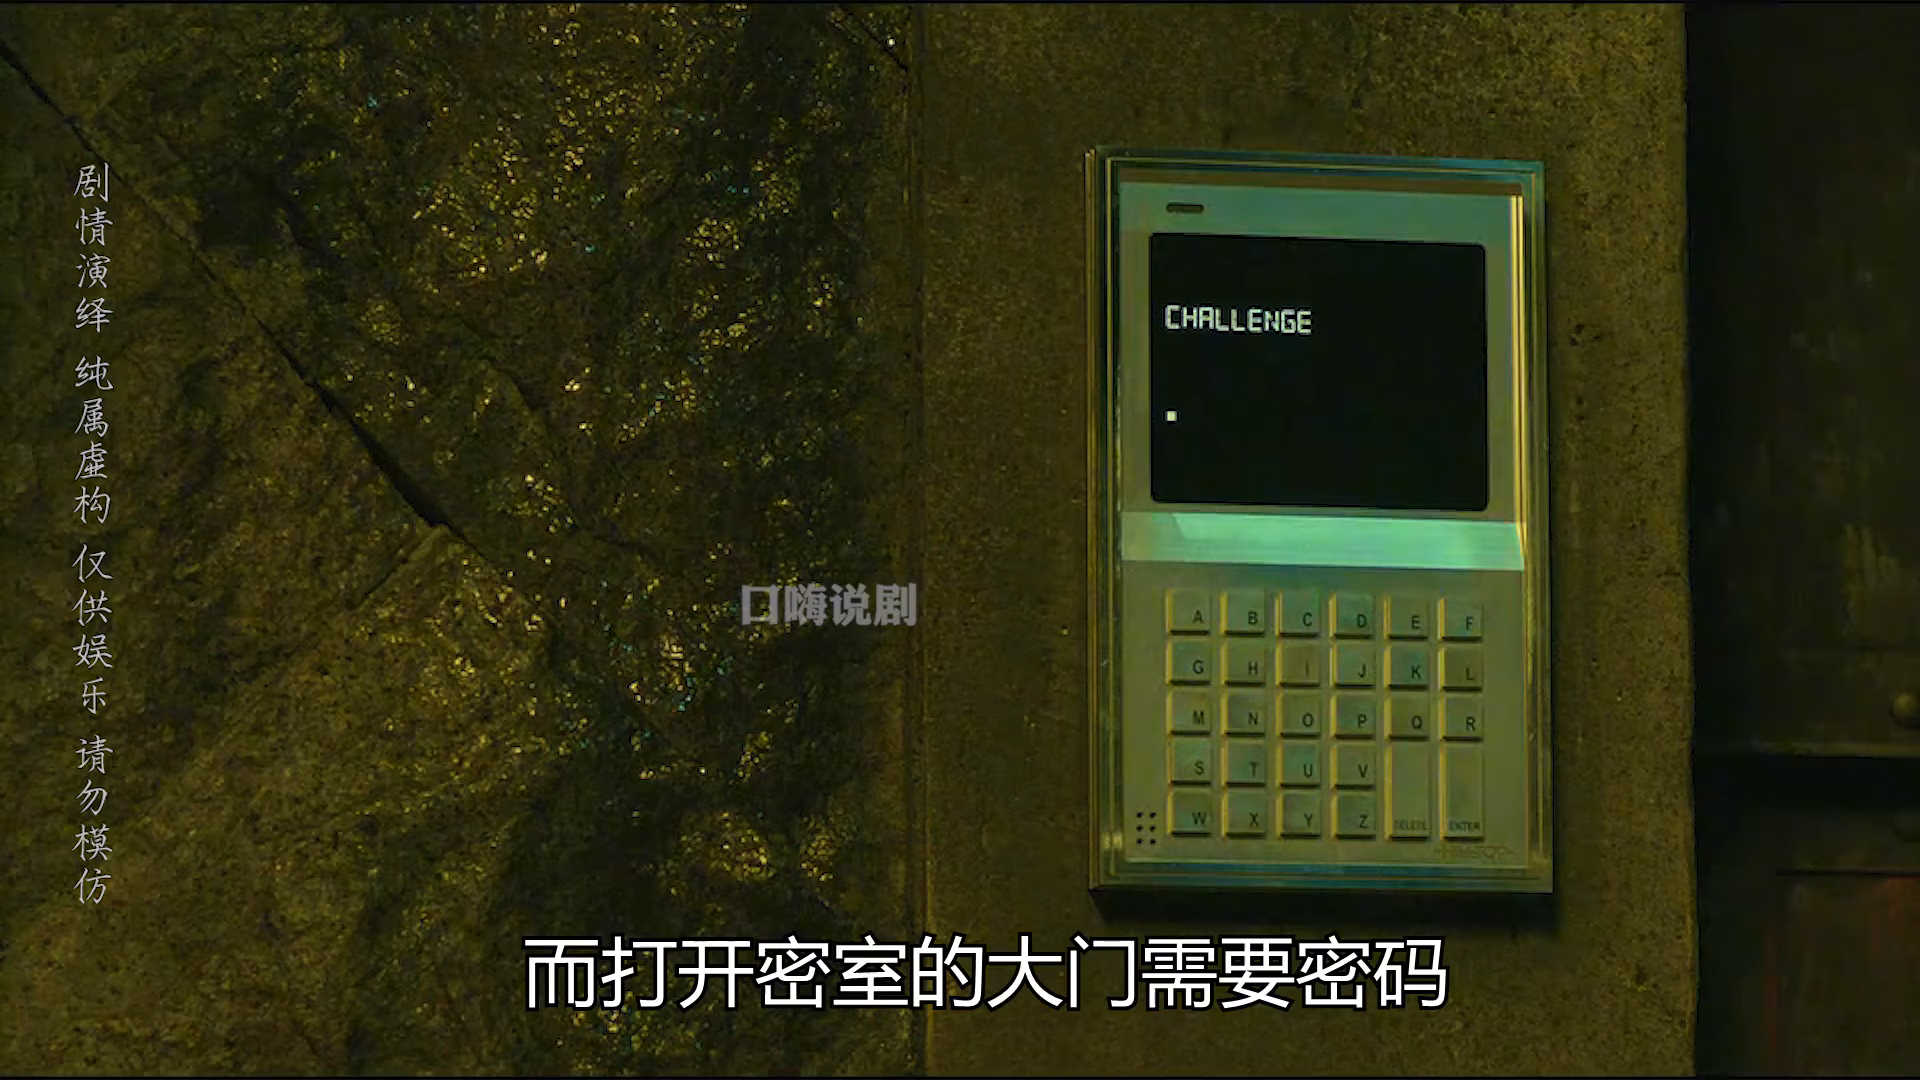 剧情演绎 纯属虚构 仅供娱乐 请勿模仿
CHALLENGE
口嗨说剧
A B C D E F
G H I J K L
M N O P Q R
S T U V
W X Y Z DELETE ENTER
而打开密室的大门需要密码